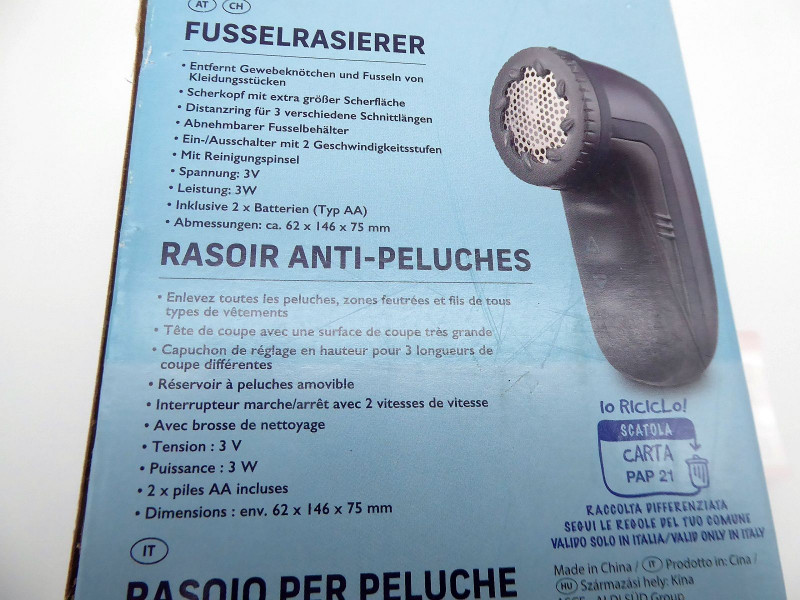 AT CH
FUSSELRASIERER
• Entfernt Gewebeknötchen und Fusseln von
Kleidungsstücken
• Scherkopf mit extra größer Scherfläche
• Distanzring für 3 verschiedene Schnittlängen
• Abnehmbarer Fusselbehälter
• Ein-/Ausschalter mit 2 Geschwindigkeitsstufen
• Mit Reinigungspinsel
• Spannung: 3V
• Leistung: 3W
• Inklusive 2 x Batterien (Typ AA)
• Abmessungen: ca. 62 x 146 x 75 mm
RASOIR ANTI-PELUCHES
• Enlevez toutes les peluches, zones feutrées et fils de tous
types de vêtements
• Tête de coupe avec une surface de coupe très grande
• Capuchon de réglage en hauteur pour 3 longueurs de
coupe différentes
• Réservoir à peluches amovible
• Interrupteur marche/arrêt avec 2 vitesses de vitesse
• Avec brosse de nettoyage
• Tension : 3 V
• Puissance : 3 W
• 2 x piles AA incluses
• Dimensions : env. 62 x 146 x 75 mm
IT
RASOIO PER PELUCHE
Io RICICLO!
SCATOLA
CARTA
PAP 21
RACCOLTA DIFFERENZIATA
SEGUI LE REGOLE DEL TUO COMUNE
VALIDO SOLO IN ITALIA/VALID ONLY IN ITALY
Made in China / IT Prodotto in: Cina /
HU Származási hely: Kína
ALDI SÜD Group